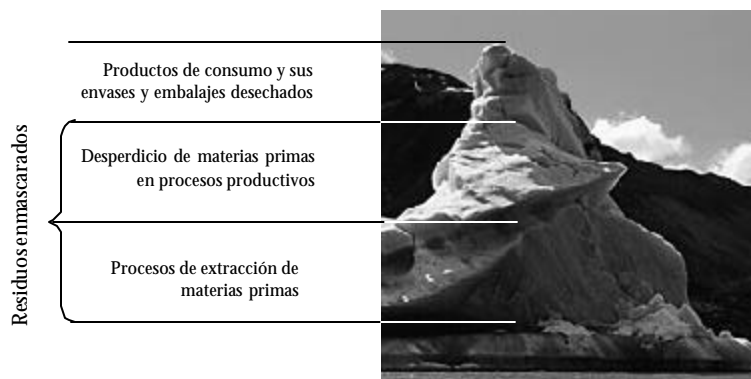 Productos de consumo y sus
envases y embalajes desechados
Desperdicio de materias primas
en procesos productivos
Procesos de extracción de
materias primas
Residuos enmascarados